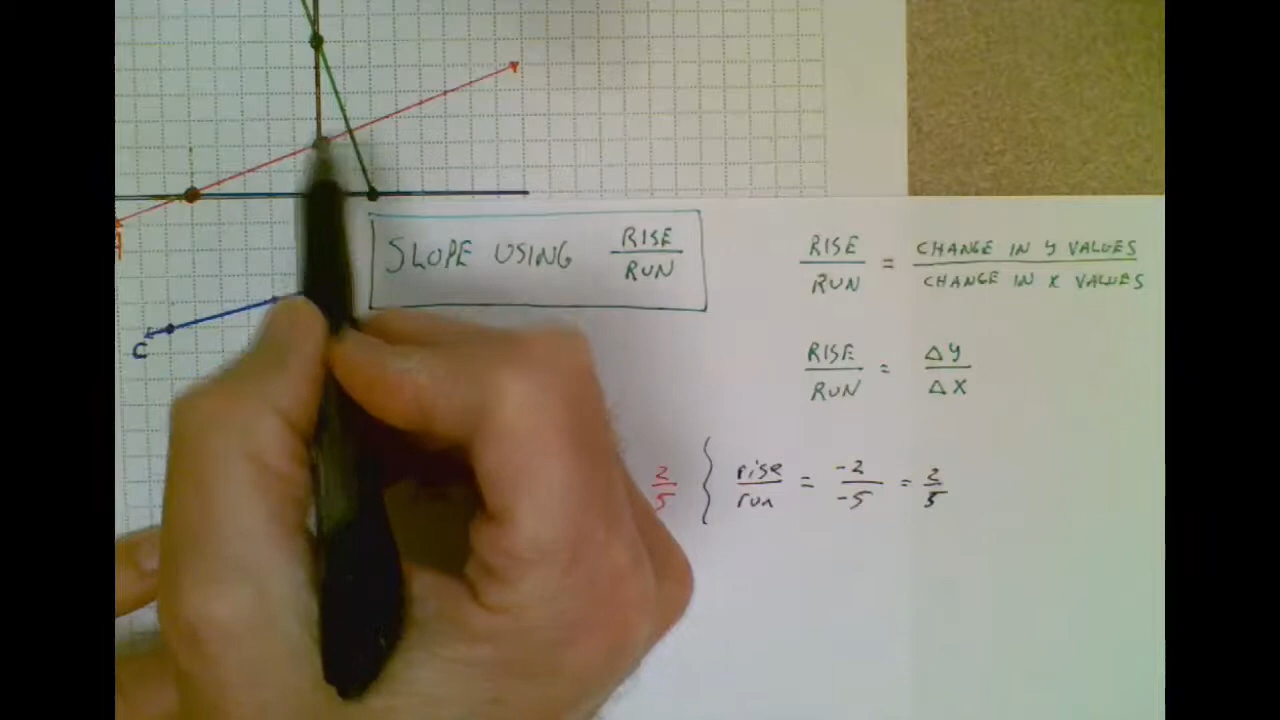 A
C
SLOPE USING RISE
RUN
RISE
RUN = CHANGE IN Y VALUES
CHANGE IN X VALUES
RISE
RUN = ΔY
ΔX
2
5 { rise
run = -2
-5 = 2
5